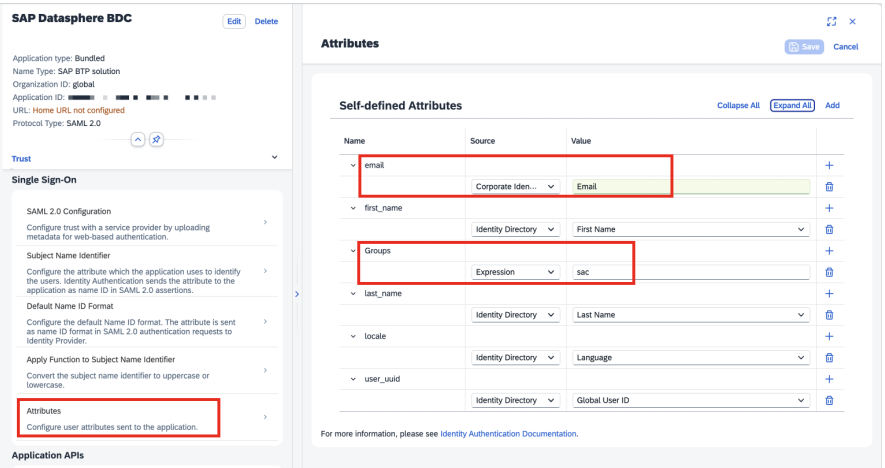 SAP Datasphere BDC
Edit
Delete
Application type: Bundled
Name Type: SAP BTP solution
Organization ID: global
Application ID:
URL: Home URL not configured
Protocol Type: SAML 2.0
Trust
Single Sign-On
SAML 2.0 Configuration
Configure trust with a service provider by uploading
metadata for web-based authentication.
Subject Name Identifier
Configure the attribute which the application uses to identify
the users. Identity Authentication sends the attribute to the
application as name ID in SAML 2.0 assertions.
Default Name ID Format
Configure the default Name ID format. The attribute is sent
as name ID format in SAML 2.0 authentication requests to
Identity Provider.
Apply Function to Subject Name Identifier
Convert the subject name identifier to uppercase or
lowercase.
Attributes
Configure user attributes sent to the application.
Application APIs
Attributes
Save
Cancel
Self-defined Attributes
Collapse All
Expand All
Add
Name Source Value
email
Corporate Iden... Email
first_name
Identity Directory First Name
Groups
Expression sac
last_name
Identity Directory Last Name
locale
Identity Directory Language
user_uuid
Identity Directory Global User ID
For more information, please see Identity Authentication Documentation.